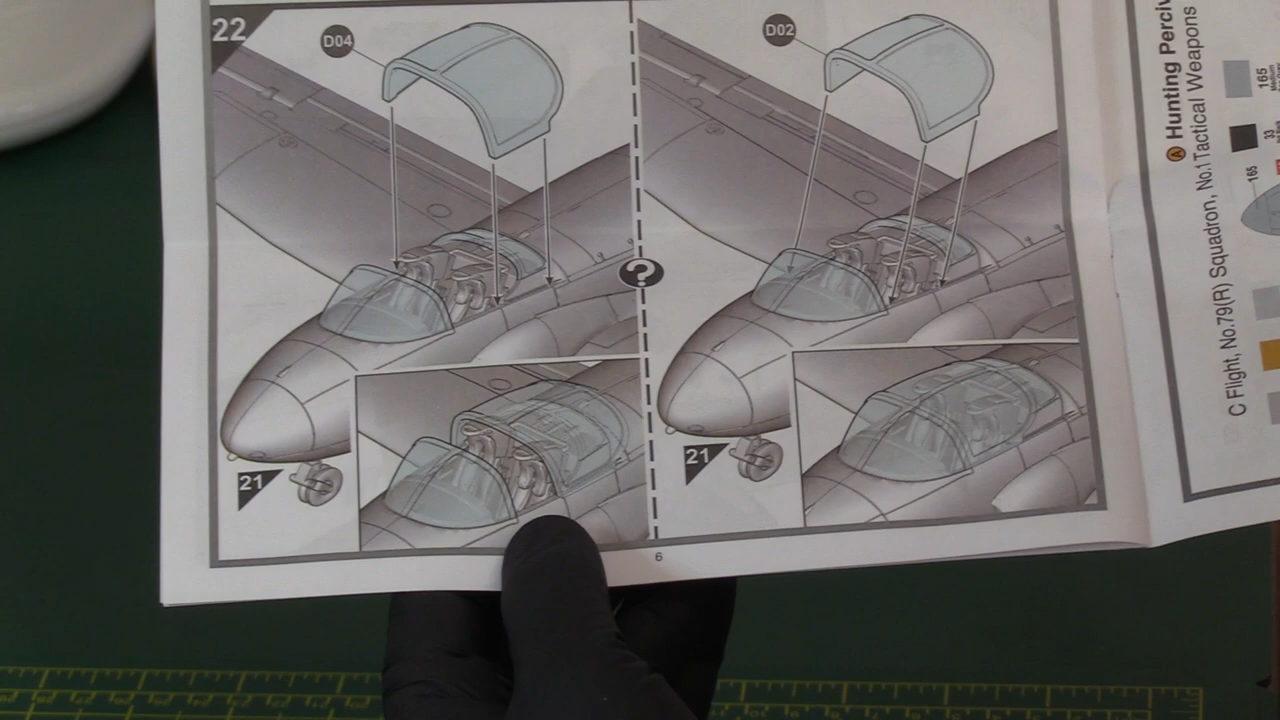 22
D04
D02
?
21
21
6
A Hunting Perciv
C Flight, No.79(R) Squadron, No.1 Tactical Weapons
165
33
165